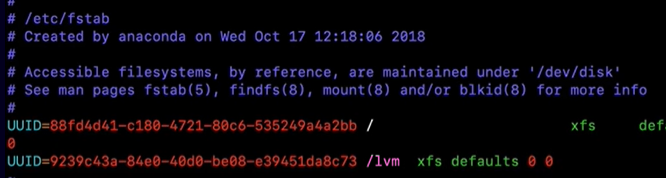 #
# /etc/fstab
# Created by anaconda on Wed Oct 17 12:18:06 2018
#
# Accessible filesystems, by reference, are maintained under '/dev/disk'
# See man pages fstab(5), findfs(8), mount(8) and/or blkid(8) for more info
#
UUID=88fd4d41-c180-4721-80c6-535249a4a2bb / xfs defa
0
UUID=9239c43a-84e0-40d0-be08-e39451da8c73 /lvm xfs defaults 0 0